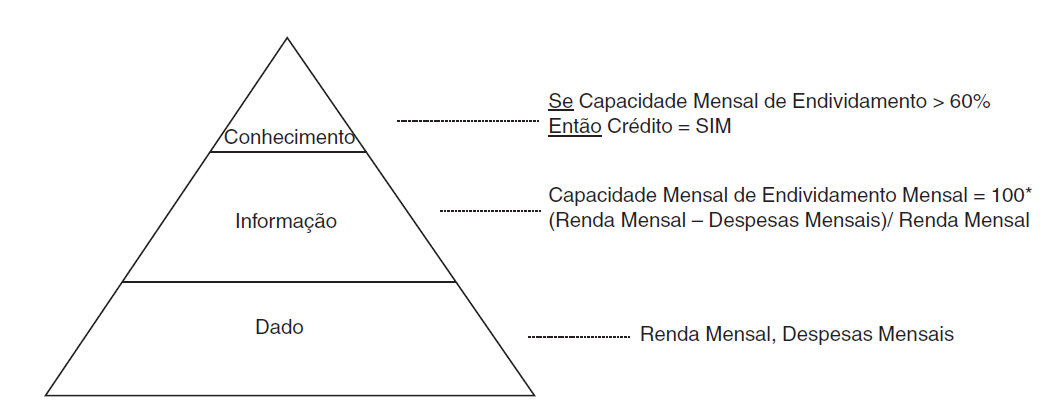 Conhecimento
Se Capacidade Mensal de Endividamento > 60%
Então Crédito = SIM
Informação
Capacidade Mensal de Endividamento Mensal = 100*
(Renda Mensal – Despesas Mensais)/ Renda Mensal
Dado
Renda Mensal, Despesas Mensais